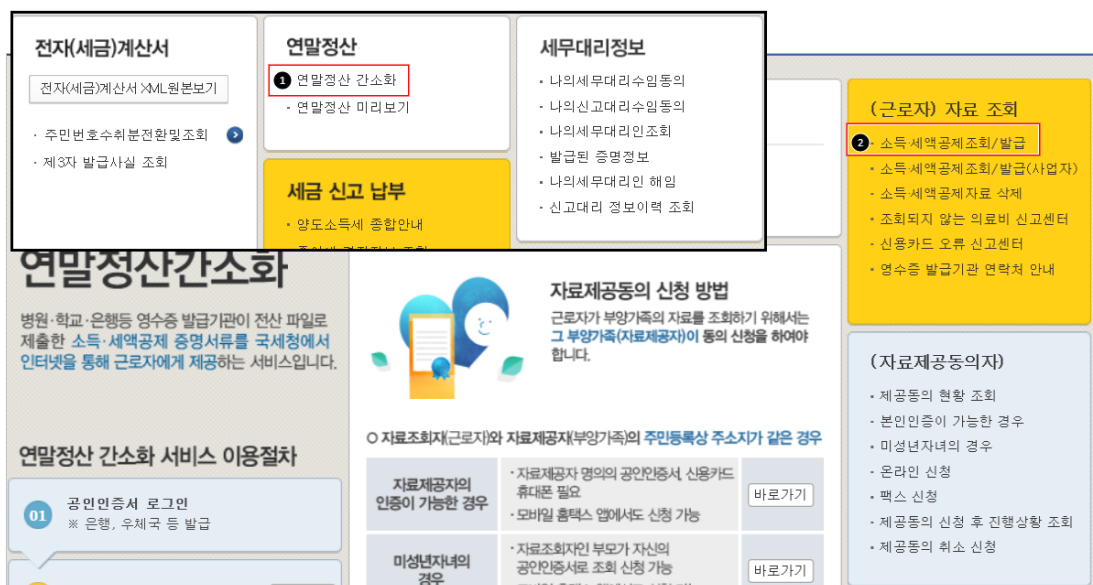 전자(세금)계산서
전자(세금)계산서 XML원본보기
· 주민번호수취분전환및조회
· 제3자 발급사실 조회
연말정산
1 연말정산 간소화
· 연말정산 미리보기
세금 신고 납부
· 양도소득세 종합안내
세무대리정보
· 나의세무대리수임동의
· 나의신고대리수임동의
· 나의세무대리인조회
· 발급된 증명정보
· 나의세무대리인 해임
· 신고대리 정보이력 조회
(근로자) 자료 조회
2 · 소득·세액공제조회/발급
· 소득·세액공제조회/발급(사업자)
· 소득·세액공제자료 삭제
· 조회되지 않는 의료비 신고센터
· 신용카드 오류 신고센터
· 영수증 발급기관 연락처 안내
연말정산간소화
병원·학교·은행등 영수증 발급기관이 전산 파일로
제출한 소득·세액공제 증명서류를 국세청에서
인터넷을 통해 근로자에게 제공하는 서비스입니다.
연말정산 간소화 서비스 이용절차
01 공인인증서 로그인
※ 은행, 우체국 등 발급
자료제공동의 신청 방법
근로자가 부양가족의 자료를 조회하기 위해서는
그 부양가족(자료제공자)이 동의 신청을 하여야
합니다.
○ 자료조회자(근로자)와 자료제공자(부양가족)의 주민등록상 주소지가 같은 경우
자료제공자의
인증이 가능한 경우
· 자료제공자 명의의 공인인증서, 신용카드
휴대폰 필요
· 모바일 홈택스 앱에서도 신청 가능
바로가기
미성년자녀의
경우
· 자료조회자인 부모가 자신의
공인인증서로 조회 신청 가능
바로가기
(자료제공동의자)
· 제공동의 현황 조회
· 본인인증이 가능한 경우
· 미성년자녀의 경우
· 온라인 신청
· 팩스 신청
· 제공동의 신청 후 진행상황 조회
· 제공동의 취소 신청